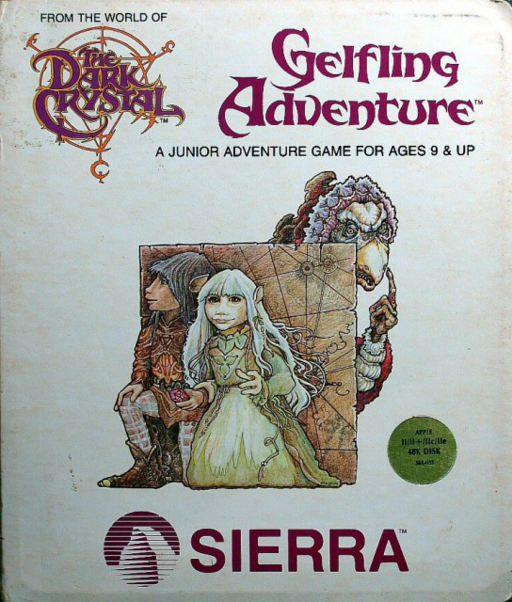 FROM THE WORLD OF
THE
DARK
CRYSTAL™
Gelfling
Adventure™
A JUNIOR ADVENTURE GAME FOR AGES 9 & UP
APPLE
II/II+/IIc/IIe
48K DISK
SIERRA™